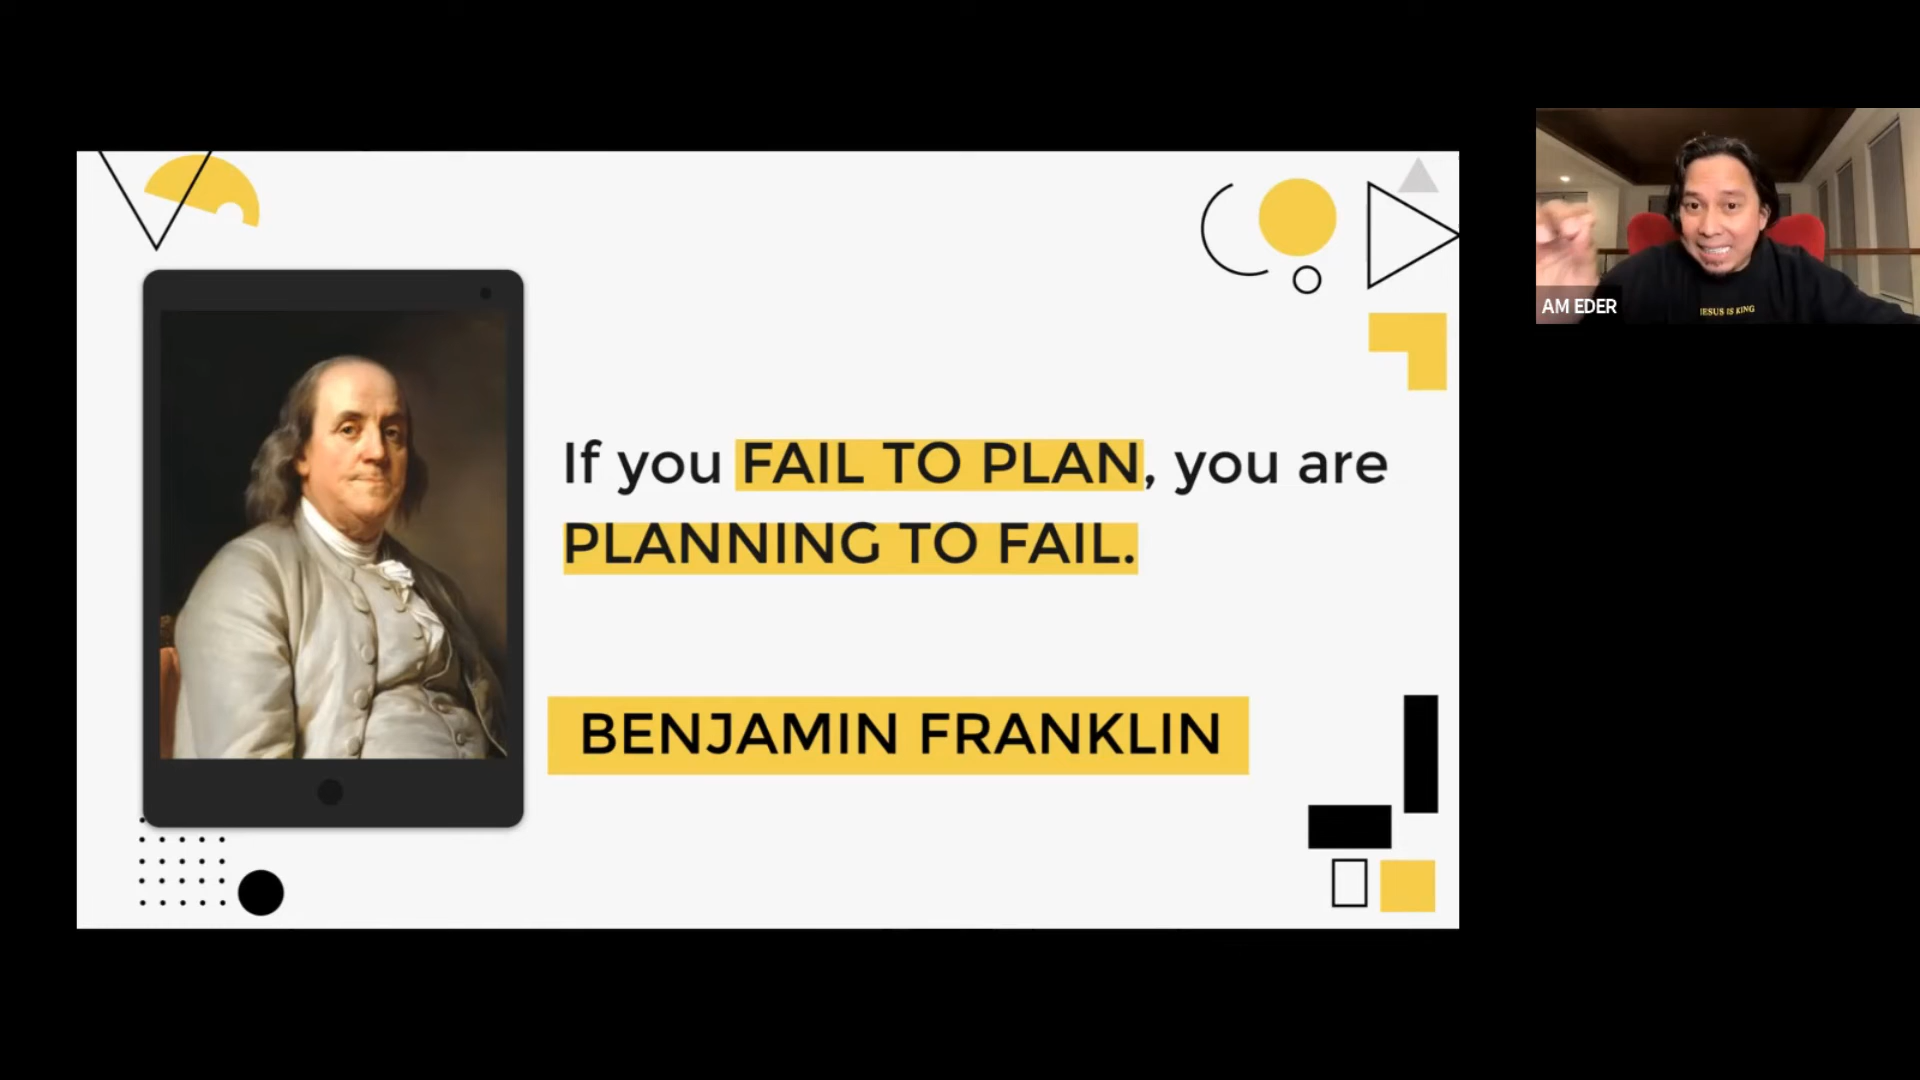 If you FAIL TO PLAN, you are
PLANNING TO FAIL.
BENJAMIN FRANKLIN
AM EDER
JESUS IS KING